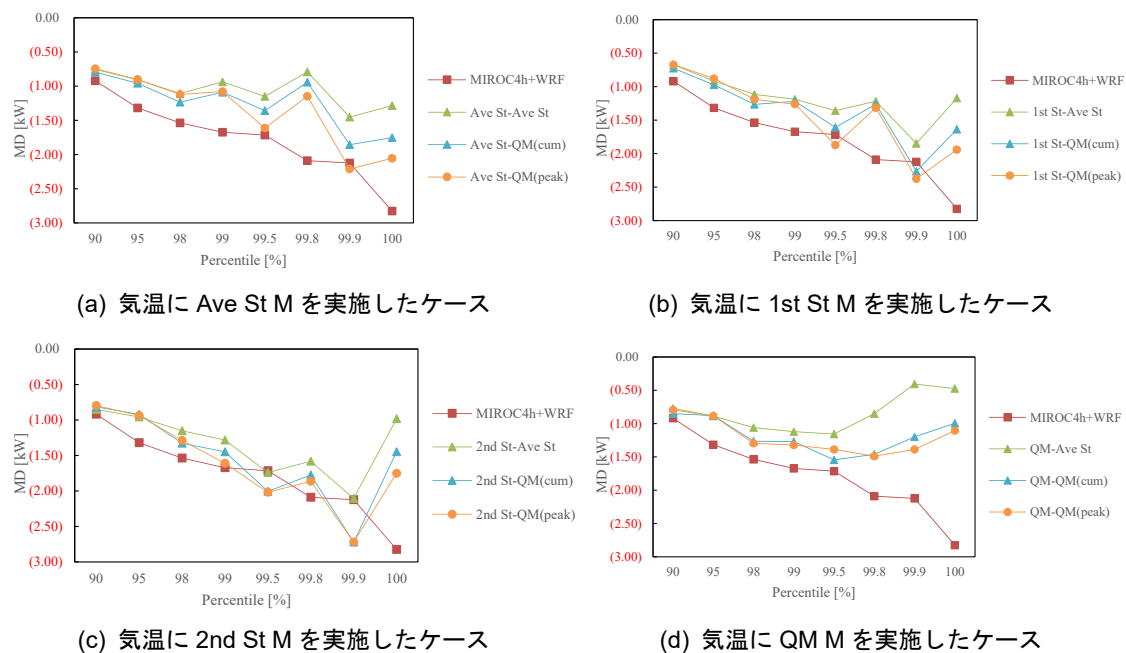 0.00
(0.50)
(1.00)
(1.50)
(2.00)
(2.50)
(3.00)
MD [kW]
90 95 98 99 99.5 99.8 99.9 100
Percentile [%]
MIROC4h+WRF
Ave St-Ave St
Ave St-QM(cum)
Ave St-QM(peak)
(a) 気温に Ave St M を実施したケース
0.00
(0.50)
(1.00)
(1.50)
(2.00)
(2.50)
(3.00)
MD [kW]
90 95 98 99 99.5 99.8 99.9 100
Percentile [%]
MIROC4h+WRF
1st St-Ave St
1st St-QM(cum)
1st St-QM(peak)
(b) 気温に 1st St M を実施したケース
0.00
(0.50)
(1.00)
(1.50)
(2.00)
(2.50)
(3.00)
MD [kW]
90 95 98 99 99.5 99.8 99.9 100
Percentile [%]
MIROC4h+WRF
2nd St-Ave St
2nd St-QM(cum)
2nd St-QM(peak)
(c) 気温に 2nd St M を実施したケース
0.00
(0.50)
(1.00)
(1.50)
(2.00)
(2.50)
(3.00)
MD [kW]
90 95 98 99 99.5 99.8 99.9 100
Percentile [%]
MIROC4h+WRF
QM-Ave St
QM-QM(cum)
QM-QM(peak)
(d) 気温に QM M を実施したケース